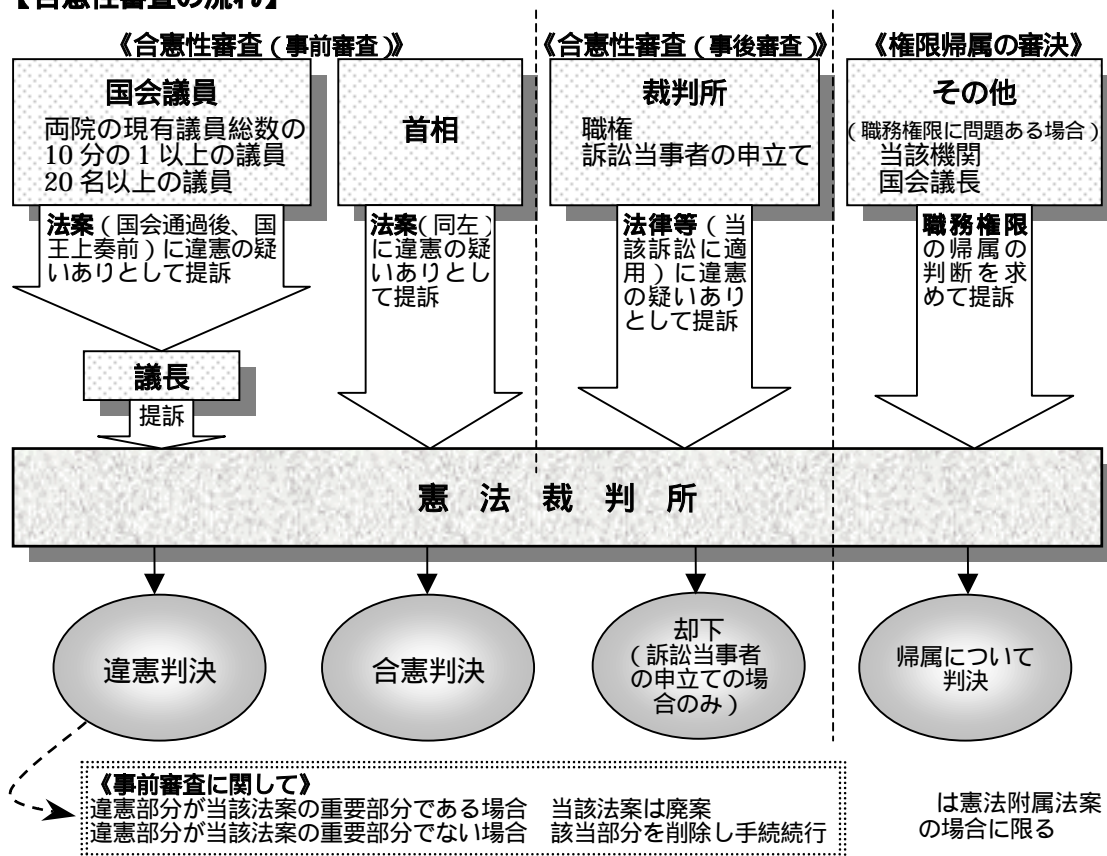 【合憲性審査の流れ】
《合憲性審査（事前審査）》
《合憲性審査（事後審査）》
《権限帰属の審決》
国会議員
両院の現有議員総数の
10 分の 1 以上の議員
20 名以上の議員
首相
裁判所
職権
訴訟当事者の申立て
その他
（職務権限に問題ある場合）
当該機関
国会議長
法案（国会通過後、国
王上奏前）に違憲の疑
いありとして提訴
法案（同左）
に違憲の疑
いありとし
て提訴
法律等（当
該訴訟に適
用）に違憲
の疑いあり
として提訴
職務権限
の帰属の
判断を求
めて提訴
議長
提訴
憲 法 裁 判 所
違憲判決
合憲判決
却下
（訴訟当事者
の申立ての場
合のみ）
帰属について
判決
《事前審査に関して》
違憲部分が当該法案の重要部分である場合　当該法案は廃案
違憲部分が当該法案の重要部分でない場合　該当部分を削除し手続続行
は憲法附属法案
の場合に限る